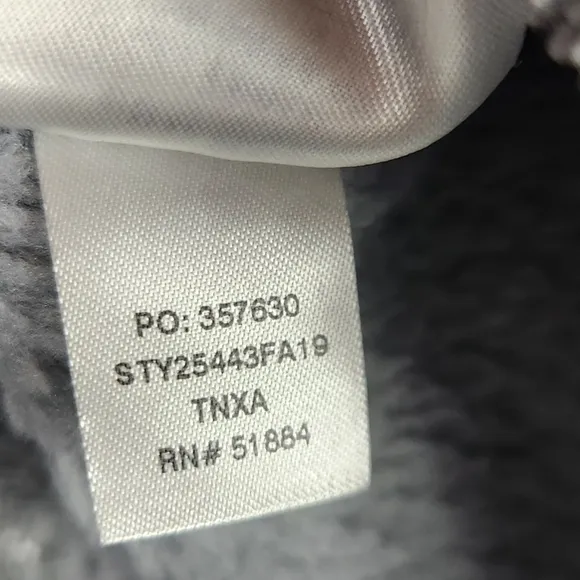 PO: 357630
STY25443FA19
TNXA
RN# 51884